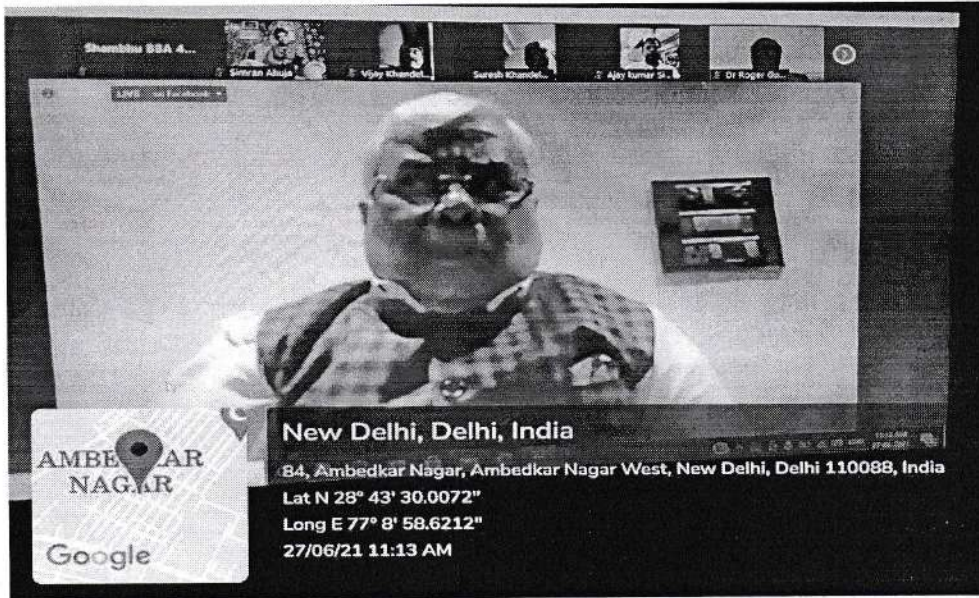 Shambhu BBA 4...
Simran Ahuja
Vijay Khandel...
Suresh Khandel...
Ajay kumar Si...
Dr Roger Go...
LIVE on Facebook
AMBEDKAR
NAGAR
Google
New Delhi, Delhi, India
84, Ambedkar Nagar, Ambedkar Nagar West, New Delhi, Delhi 110088, India
Lat N 28° 43' 30.0072"
Long E 77° 8' 58.6212"
27/06/21 11:13 AM